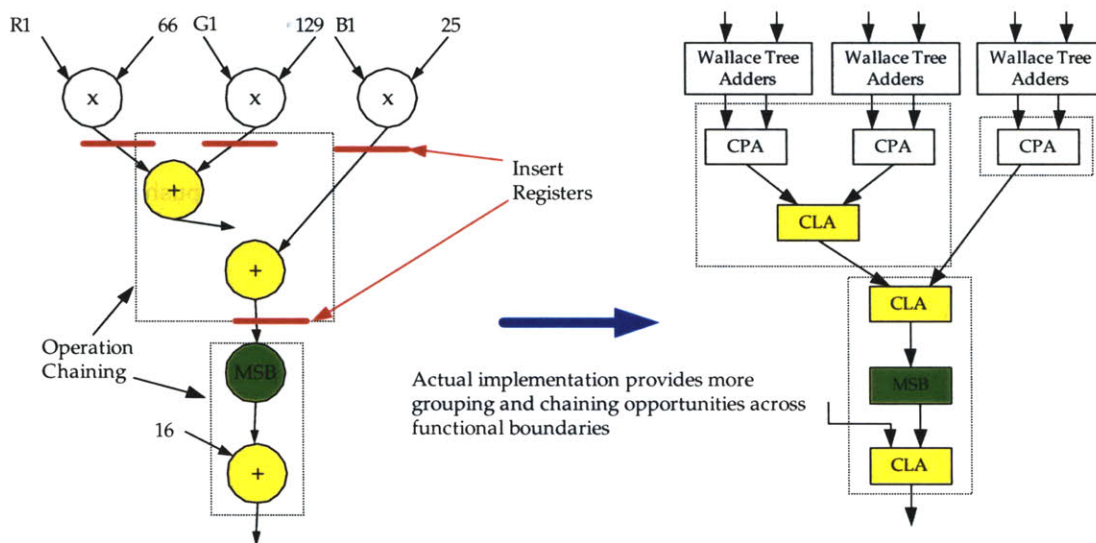 R1
66
G1
129
B1
25
x
x
x
+
+
MSB
16
+
Insert
Registers
Operation
Chaining
Actual implementation provides more
grouping and chaining opportunities across
functional boundaries
Wallace Tree
Adders
Wallace Tree
Adders
Wallace Tree
Adders
CPA
CPA
CPA
CLA
CLA
MSB
CLA